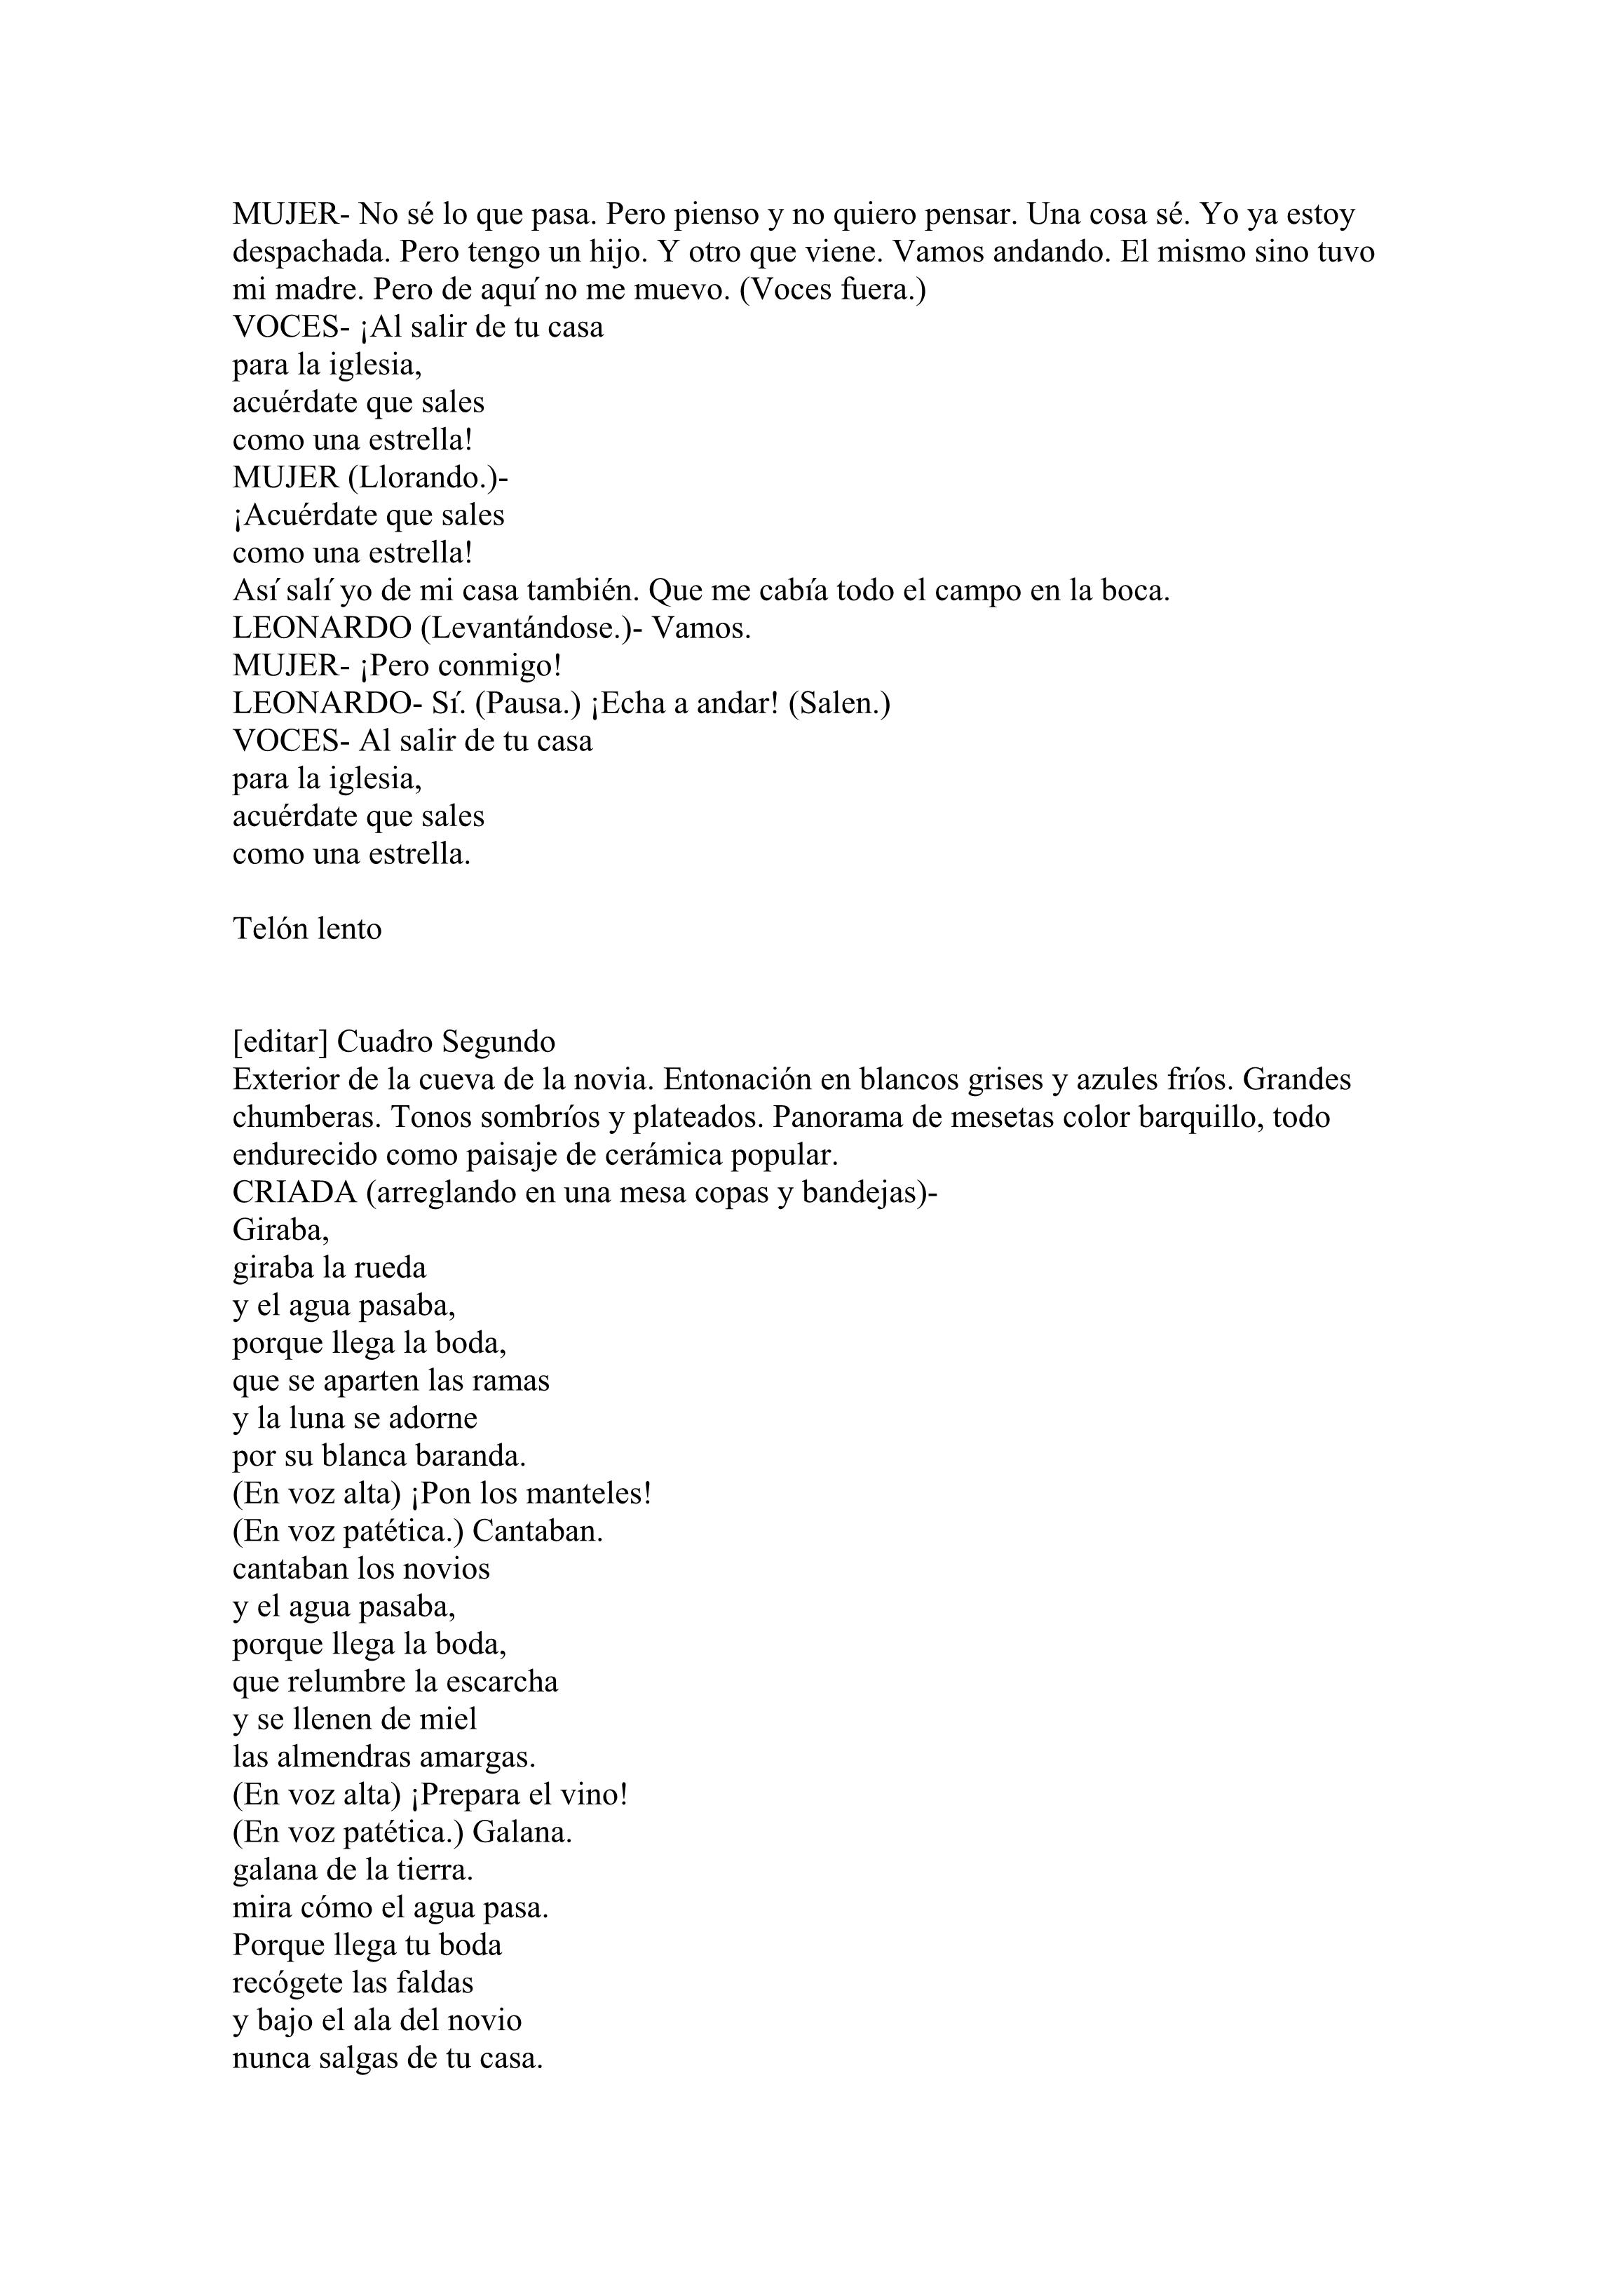 MUJER- No sé lo que pasa. Pero pienso y no quiero pensar. Una cosa sé. Yo ya estoy
despachada. Pero tengo un hijo. Y otro que viene. Vamos andando. El mismo sino tuvo
mi madre. Pero de aquí no me muevo. (Voces fuera.)
VOCES- ¡Al salir de tu casa
para la iglesia,
acuérdate que sales
como una estrella!
MUJER (Llorando.)-
¡Acuérdate que sales
como una estrella!
Así salí yo de mi casa también. Que me cabía todo el campo en la boca.
LEONARDO (Levantándose.)- Vamos.
MUJER- ¡Pero conmigo!
LEONARDO- Sí. (Pausa.) ¡Echa a andar! (Salen.)
VOCES- Al salir de tu casa
para la iglesia,
acuérdate que sales
como una estrella.
Telón lento
[editar] Cuadro Segundo
Exterior de la cueva de la novia. Entonación en blancos grises y azules fríos. Grandes
chumberas. Tonos sombríos y plateados. Panorama de mesetas color barquillo, todo
endurecido como paisaje de cerámica popular.
CRIADA (arreglando en una mesa copas y bandejas)-
Giraba,
giraba la rueda
y el agua pasaba,
porque llega la boda,
que se aparten las ramas
y la luna se adorne
por su blanca baranda.
(En voz alta) ¡Pon los manteles!
(En voz patética.) Cantaban.
cantaban los novios
y el agua pasaba,
porque llega la boda,
que relumbre la escarcha
y se llenen de miel
las almendras amargas.
(En voz alta) ¡Prepara el vino!
(En voz patética.) Galana.
galana de la tierra.
mira cómo el agua pasa.
Porque llega tu boda
recógete las faldas
y bajo el ala del novio
nunca salgas de tu casa.